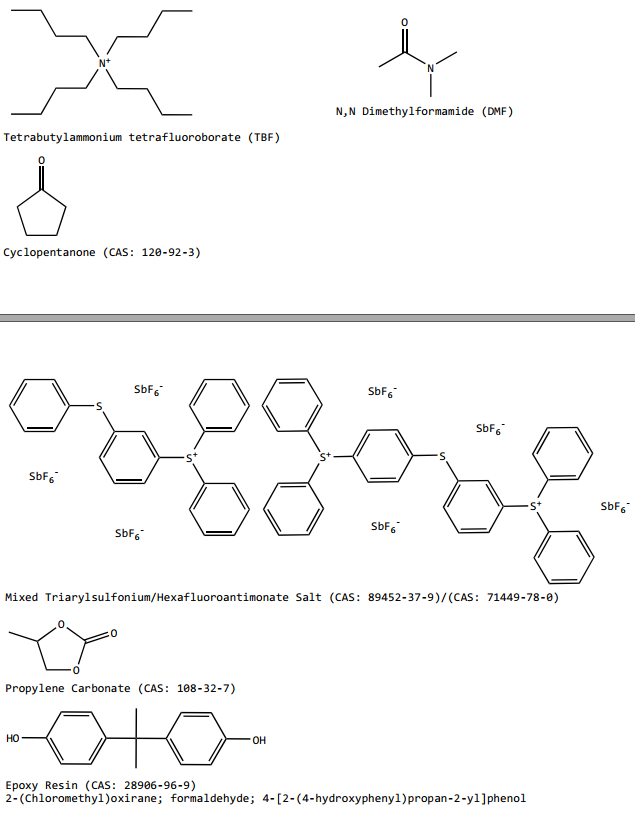 O
N⁺
N
N,N Dimethylformamide (DMF)
Tetrabutylammonium tetrafluoroborate (TBF)
O
Cyclopentanone (CAS: 120-92-3)
SbF₆⁻
SbF₆⁻
S
SbF₆⁻
S⁺
S⁺
S
SbF₆⁻
S⁺
SbF₆⁻
SbF₆⁻
SbF₆⁻
Mixed Triarylsulfonium/Hexafluoroantimonate Salt (CAS: 89452-37-9)/(CAS: 71449-78-0)
O
O
O
Propylene Carbonate (CAS: 108-32-7)
HO
OH
Epoxy Resin (CAS: 28906-96-9)
2-(Chloromethyl)oxirane; formaldehyde; 4-[2-(4-hydroxyphenyl)propan-2-yl]phenol